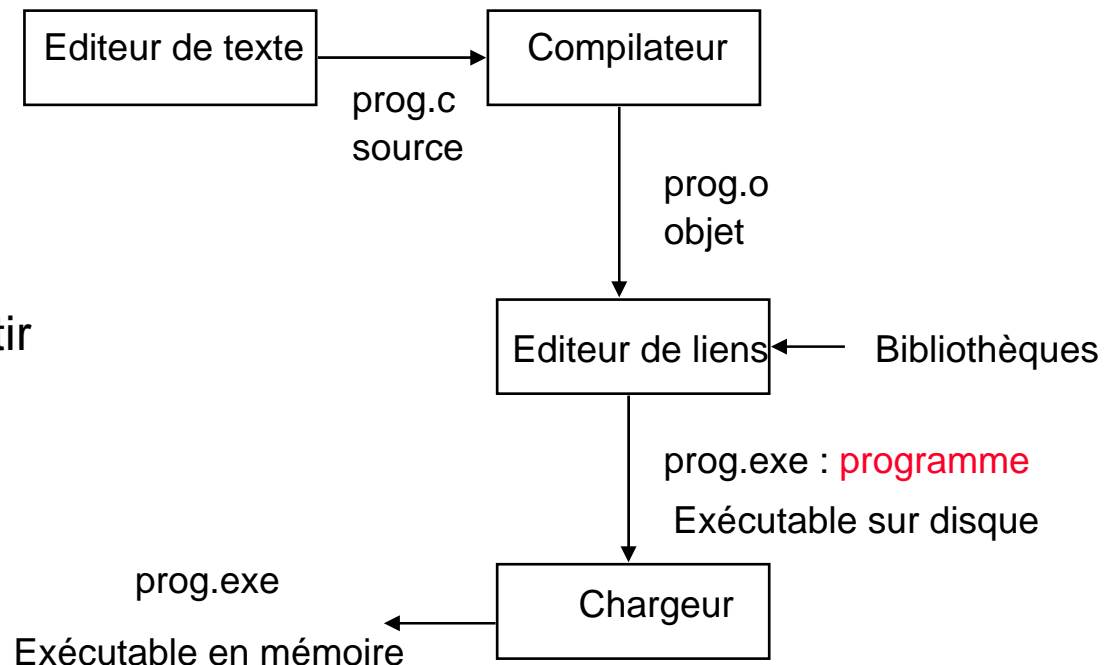 Editeur de texte
Compilateur
prog.c
source
prog.o
objet
tir
Editeur de liens
Bibliothèques
prog.exe : programme
Exécutable sur disque
prog.exe
Chargeur
Exécutable en mémoire